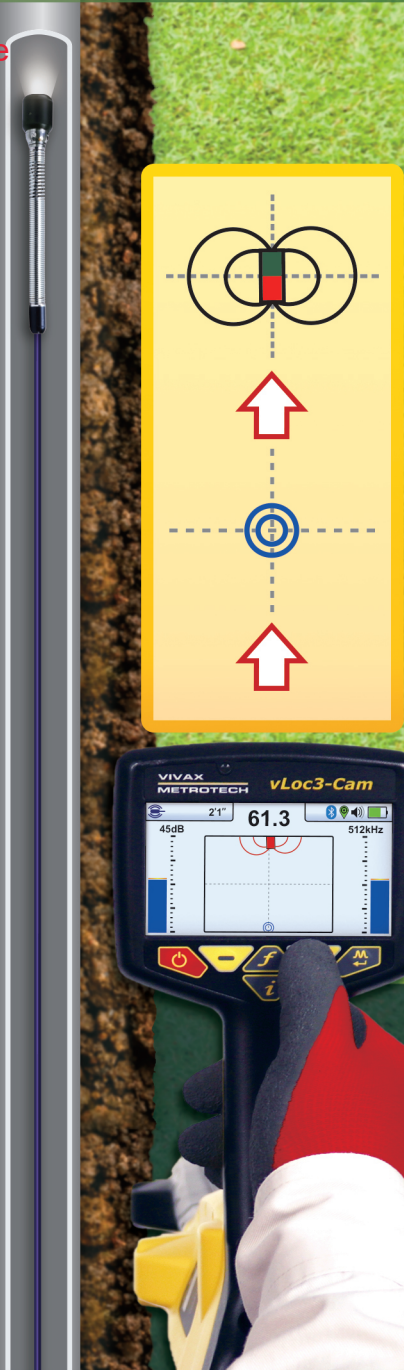 e
VIVAX
METROTECH
vLoc3-Cam
2'1"
61.3
45dB
512kHz
f
M
i